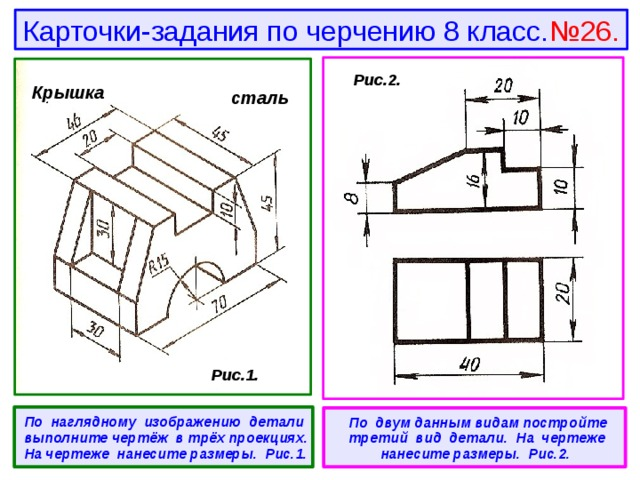 Карточки-задания по черчению 8 класс.№26.
Крышка
сталь
46
20
45
45
10
30
R15
70
30
Рис.1.
Рис.2.
20
10
16
8
10
20
40
По наглядному изображению детали
выполните чертёж в трёх проекциях.
На чертеже нанесите размеры. Рис.1.
По двум данным видам постройте
третий вид детали. На чертеже
нанесите размеры. Рис.2.